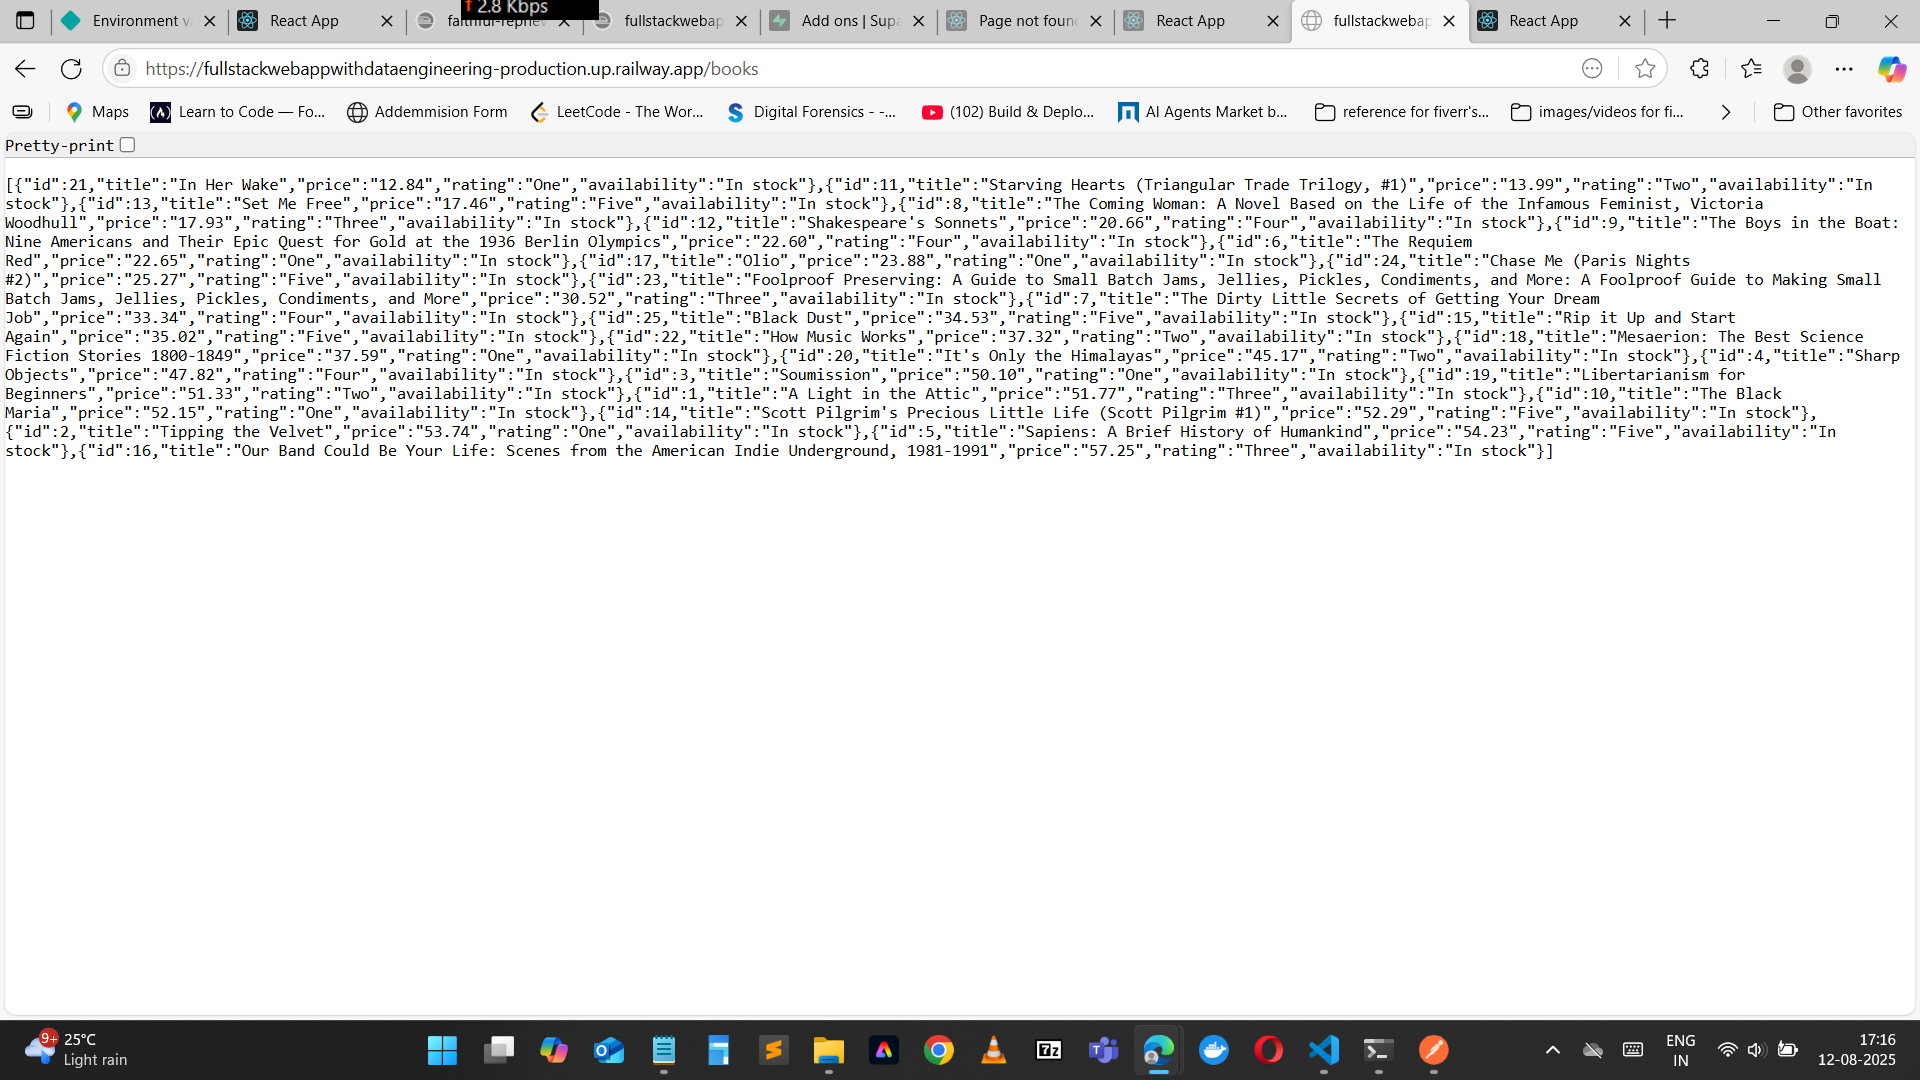 2.8 Kbps
Environment va
React App
faithful-repriev
fullstackwebap
Add ons | Supa
Page not foun
React App
fullstackwebap
React App
https://fullstackwebappwithdataengineering-production.up.railway.app/books
Maps
Learn to Code — Fo...
Addemmision Form
LeetCode - The Wor...
Digital Forensics - -...
(102) Build & Deplo...
AI Agents Market b...
reference for fiverr's...
images/videos for fi...
Other favorites
Pretty-print
[{"id":21,"title":"In Her Wake","price":"12.84","rating":"One","availability":"In stock"},{"id":11,"title":"Starving Hearts (Triangular Trade Trilogy, #1)","price":"13.99","rating":"Two","availability":"In
stock"},{"id":13,"title":"Set Me Free","price":"17.46","rating":"Five","availability":"In stock"},{"id":8,"title":"The Coming Woman: A Novel Based on the Life of the Infamous Feminist, Victoria
Woodhull","price":"17.93","rating":"Three","availability":"In stock"},{"id":12,"title":"Shakespeare's Sonnets","price":"20.66","rating":"Four","availability":"In stock"},{"id":9,"title":"The Boys in the Boat:
Nine Americans and Their Epic Quest for Gold at the 1936 Berlin Olympics","price":"22.60","rating":"Four","availability":"In stock"},{"id":6,"title":"The Requiem
Red","price":"22.65","rating":"One","availability":"In stock"},{"id":17,"title":"Olio","price":"23.88","rating":"One","availability":"In stock"},{"id":24,"title":"Chase Me (Paris Nights
#2)","price":"25.27","rating":"Five","availability":"In stock"},{"id":23,"title":"Foolproof Preserving: A Guide to Small Batch Jams, Jellies, Pickles, Condiments, and More: A Foolproof Guide to Making Small
Batch Jams, Jellies, Pickles, Condiments, and More","price":"30.52","rating":"Three","availability":"In stock"},{"id":7,"title":"The Dirty Little Secrets of Getting Your Dream
Job","price":"33.34","rating":"Four","availability":"In stock"},{"id":25,"title":"Black Dust","price":"34.53","rating":"Five","availability":"In stock"},{"id":15,"title":"Rip it Up and Start
Again","price":"35.02","rating":"Five","availability":"In stock"},{"id":22,"title":"How Music Works","price":"37.32","rating":"Two","availability":"In stock"},{"id":18,"title":"Mesaerion: The Best Science
Fiction Stories 1800-1849","price":"37.59","rating":"One","availability":"In stock"},{"id":20,"title":"It's Only the Himalayas","price":"45.17","rating":"Two","availability":"In stock"},{"id":4,"title":"Sharp
Objects","price":"47.82","rating":"Four","availability":"In stock"},{"id":3,"title":"Soumission","price":"50.10","rating":"One","availability":"In stock"},{"id":19,"title":"Libertarianism for
Beginners","price":"51.33","rating":"Two","availability":"In stock"},{"id":1,"title":"A Light in the Attic","price":"51.77","rating":"Three","availability":"In stock"},{"id":10,"title":"The Black
Maria","price":"52.15","rating":"One","availability":"In stock"},{"id":14,"title":"Scott Pilgrim's Precious Little Life (Scott Pilgrim #1)","price":"52.29","rating":"Five","availability":"In stock"},
{"id":2,"title":"Tipping the Velvet","price":"53.74","rating":"One","availability":"In stock"},{"id":5,"title":"Sapiens: A Brief History of Humankind","price":"54.23","rating":"Five","availability":"In
stock"},{"id":16,"title":"Our Band Could Be Your Life: Scenes from the American Indie Underground, 1981-1991","price":"57.25","rating":"Three","availability":"In stock"}]
9+
25°C
Light rain
7z
ENG
IN
17:16
12-08-2025